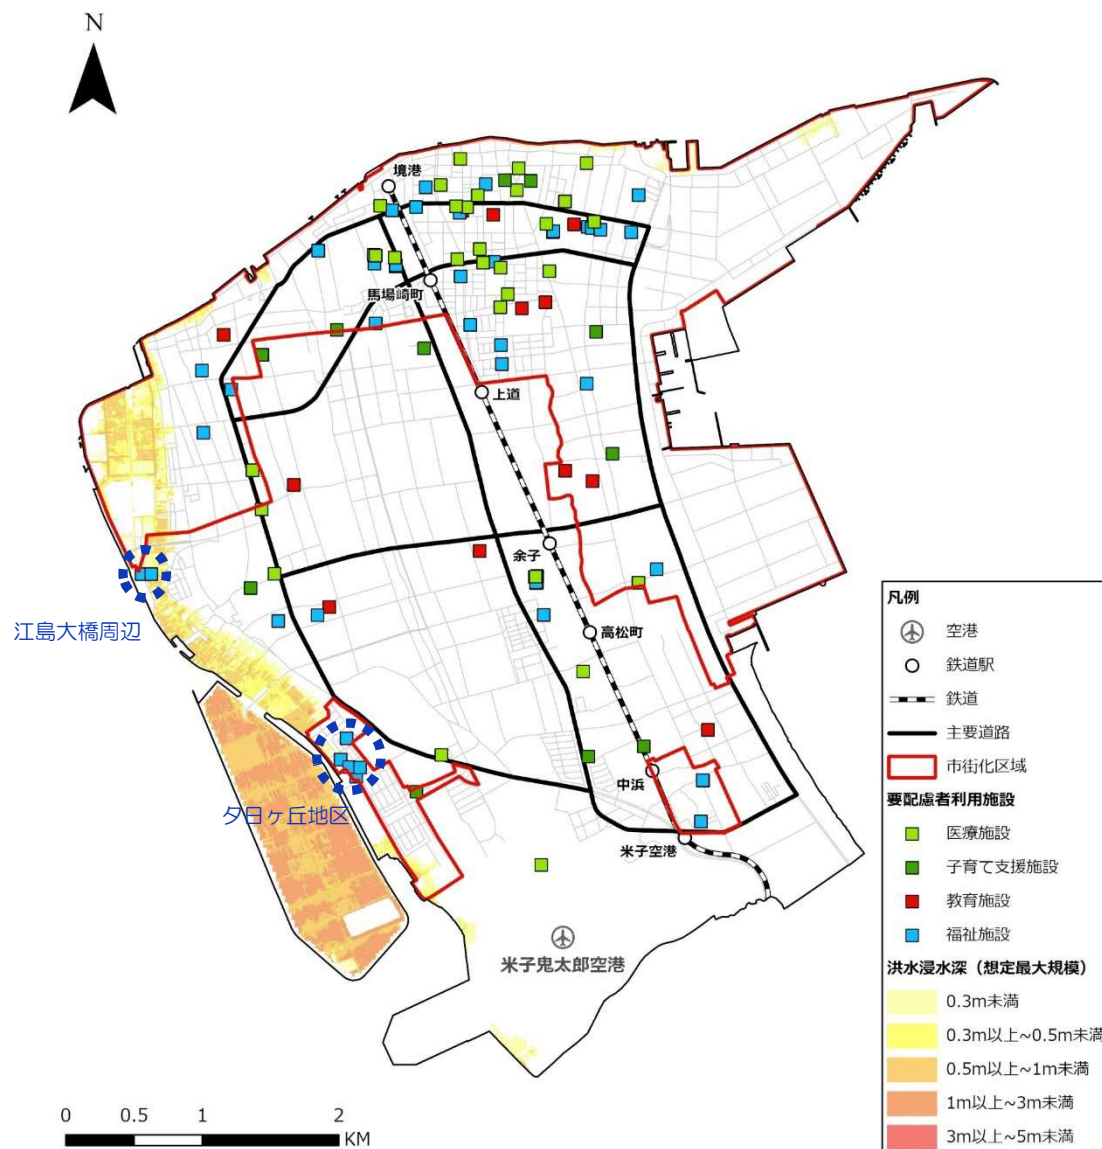 N
境港
馬場崎町
上道
余子
江島大橋周辺
高松町
夕日ヶ丘地区
中浜
米子空港
米子鬼太郎空港
0 0.5 1 2
KM
凡例
空港
鉄道駅
鉄道
主要道路
市街化区域
要配慮者利用施設
医療施設
子育て支援施設
教育施設
福祉施設
洪水浸水深（想定最大規模）
0.3m未満
0.3m以上~0.5m未満
0.5m以上~1m未満
1m以上~3m未満
3m以上~5m未満